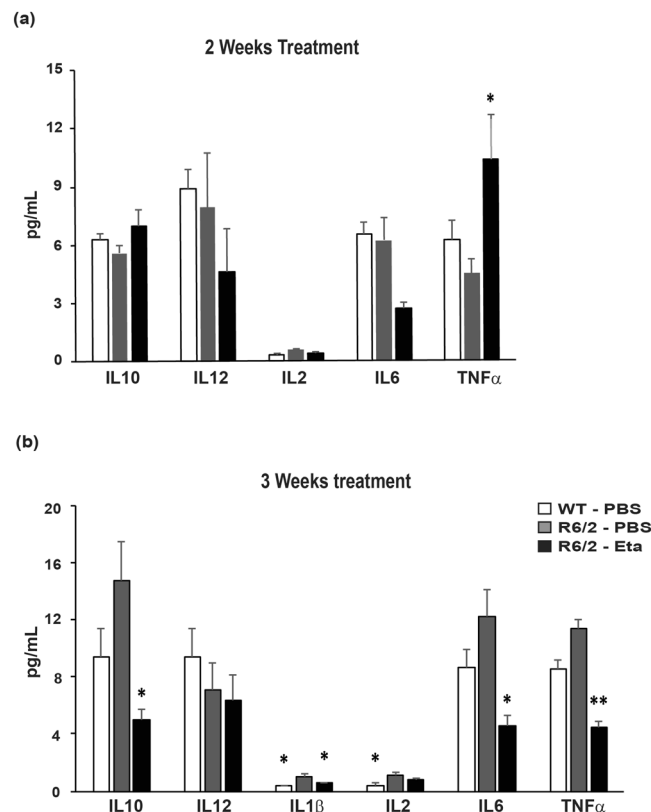 (a)
2 Weeks Treatment
15
12
9
6
3
0
pg/mL
*
IL10 IL12 IL2 IL6 TNFα
(b)
3 Weeks treatment
20
16
12
8
4
0
pg/mL
WT - PBS
R6/2 - PBS
R6/2 - Eta
* * * * * **
IL10 IL12 IL1β IL2 IL6 TNFα